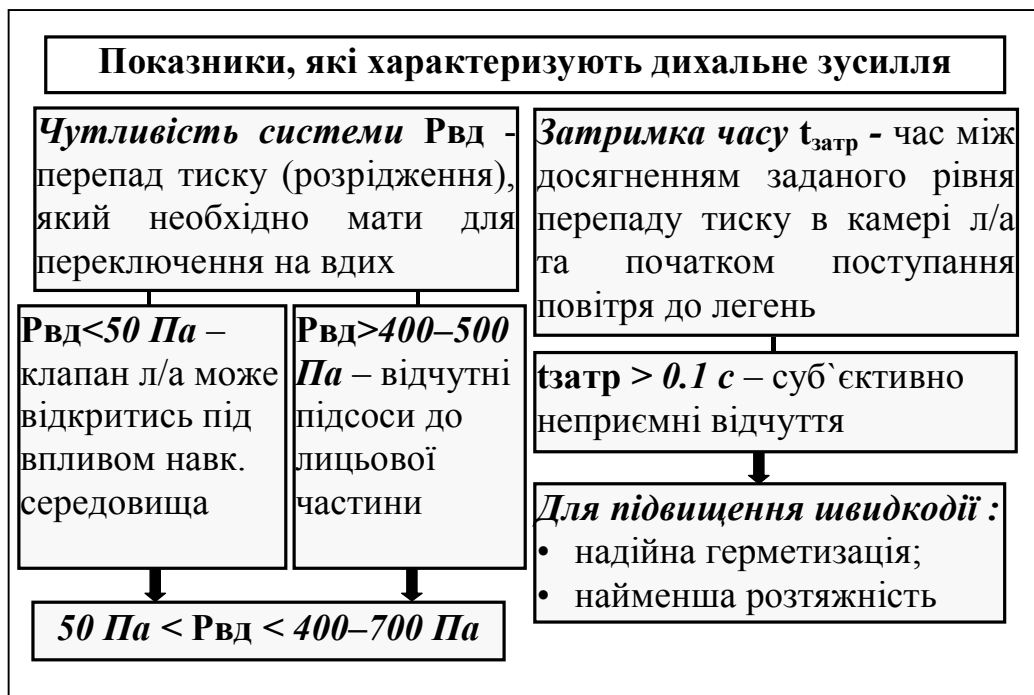 Показники, які характеризують дихальне зусилля
Чутливість системи Рвд -
перепад тиску (розрідження),
який необхідно мати для
переключення на вдих
Рвд<50 Па –
клапан л/а може
відкритись під
впливом навк.
середовища
Рвд>400–500
Па – відчутні
підсоси до
лицьової
частини
50 Па < Рвд < 400–700 Па
Затримка часу tзатр - час між
досягненням заданого рівня
перепаду тиску в камері л/а
та початком поступання
повітря до легень
tзатр > 0.1 с – суб`єктивно
неприємні відчуття
Для підвищення швидкодії :
• надійна герметизація;
• найменша розтяжність